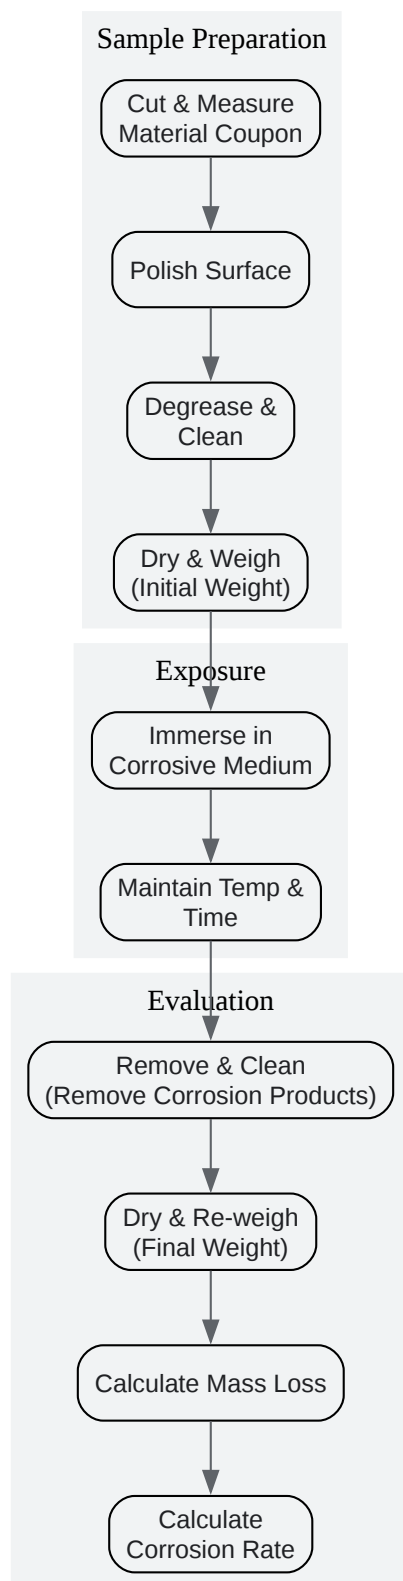 Sample Preparation
Cut & Measure
Material Coupon
Polish Surface
Degrease &
Clean
Dry & Weigh
(Initial Weight)
Exposure
Immerse in
Corrosive Medium
Maintain Temp &
Time
Evaluation
Remove & Clean
(Remove Corrosion Products)
Dry & Re-weigh
(Final Weight)
Calculate Mass Loss
Calculate
Corrosion Rate